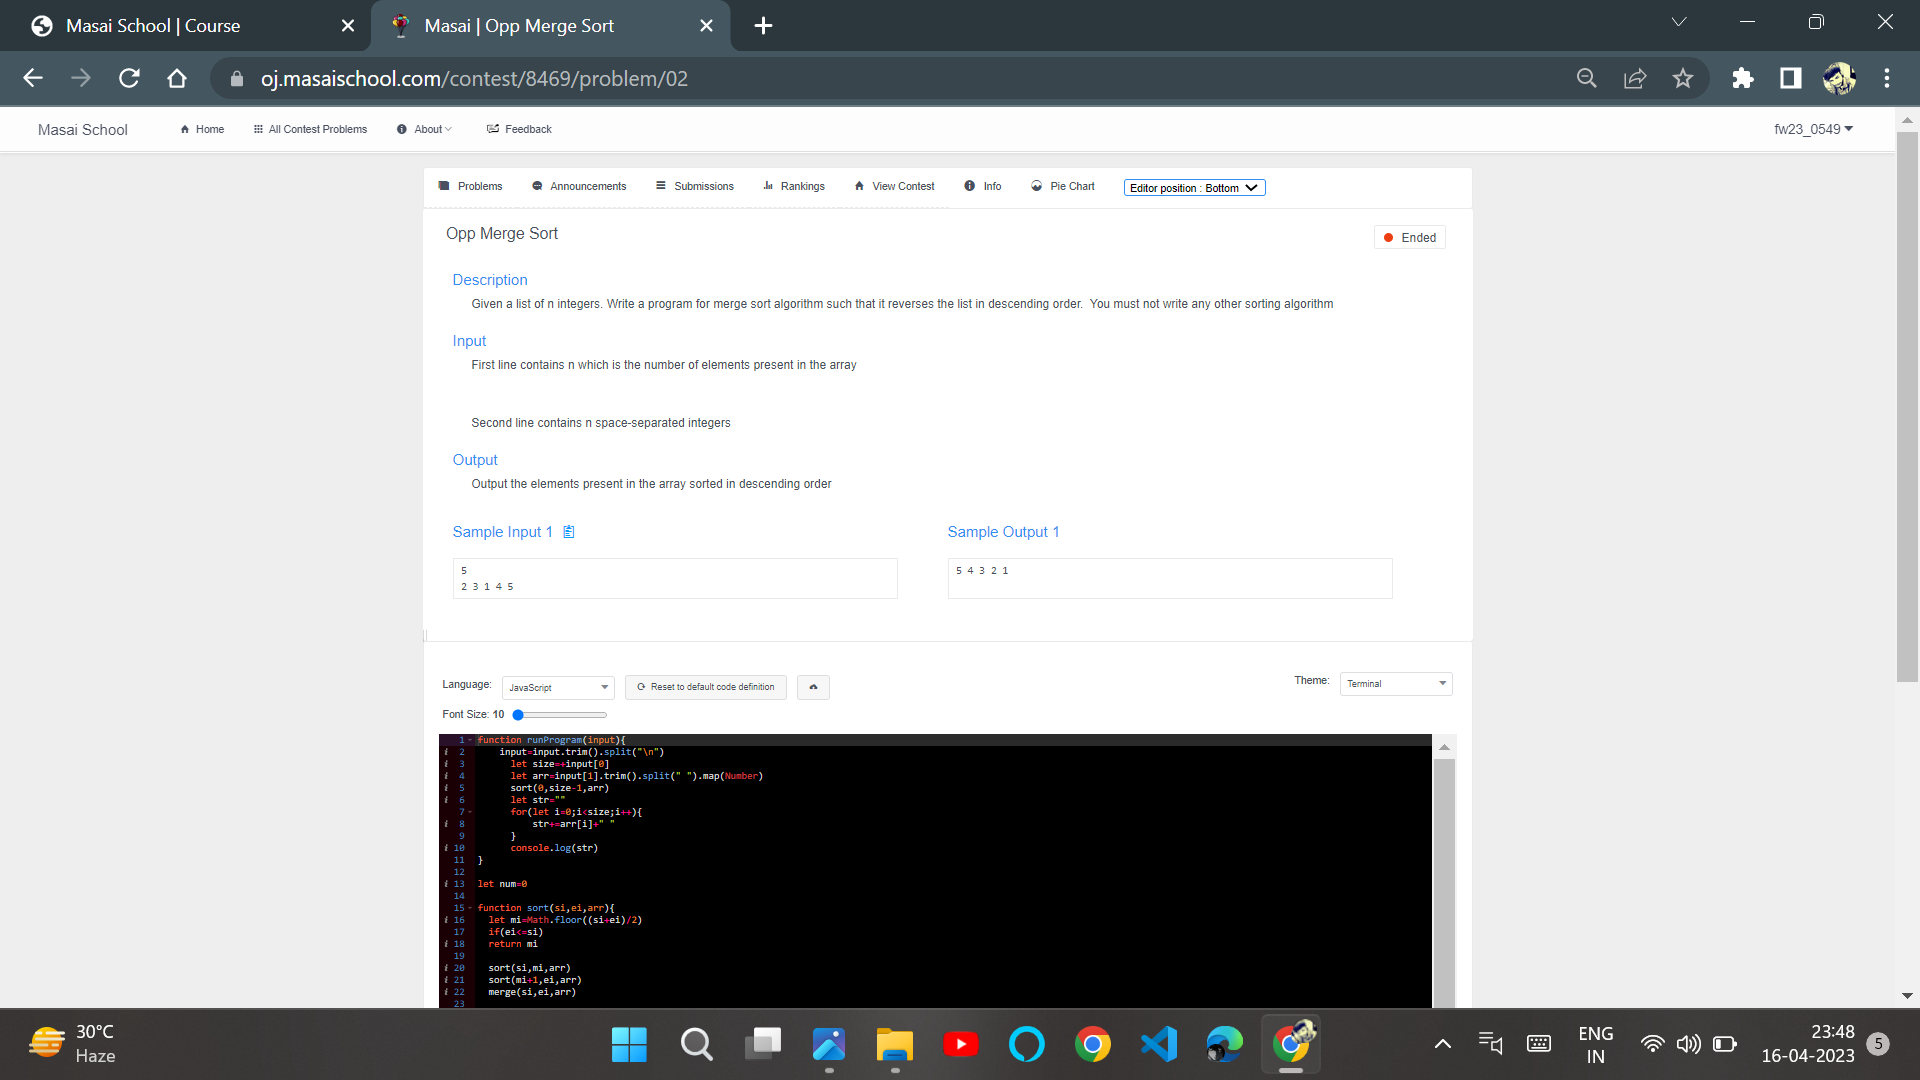 Masai School | Course
Masai | Opp Merge Sort
oj.masaischool.com/contest/8469/problem/02
Masai School
Home
All Contest Problems
About
Feedback
fw23_0549
Problems
Announcements
Submissions
Rankings
View Contest
Info
Pie Chart
Editor position : Bottom
Opp Merge Sort
Ended
Description
Given a list of n integers. Write a program for merge sort algorithm such that it reverses the list in descending order.  You must not write any other sorting algorithm
Input
First line contains n which is the number of elements present in the array
Second line contains n space-separated integers
Output
Output the elements present in the array sorted in descending order
Sample Input 1
Sample Output 1
5
2 3 1 4 5
5 4 3 2 1
Language:
JavaScript
Reset to default code definition
Theme:
Terminal
Font Size: 10
1 function runProgram(input){
i 2 input=input.trim().split("\n")
i 3 let size=+input[0]
i 4 let arr=input[1].trim().split(" ").map(Number)
i 5 sort(0,size-1,arr)
i 6 let str=""
7 for(let i=0;i<size;i++){
i 8 str+=arr[i]+" "
9 }
i 10 console.log(str)
11 }
12
i 13 let num=0
14
15 function sort(si,ei,arr){
i 16 let mi=Math.floor((si+ei)/2)
17 if(ei<=si)
i 18 return mi
19
i 20 sort(si,mi,arr)
i 21 sort(mi+1,ei,arr)
i 22 merge(si,ei,arr)
23
30°C
Haze
ENG
IN
23:48
16-04-2023
5